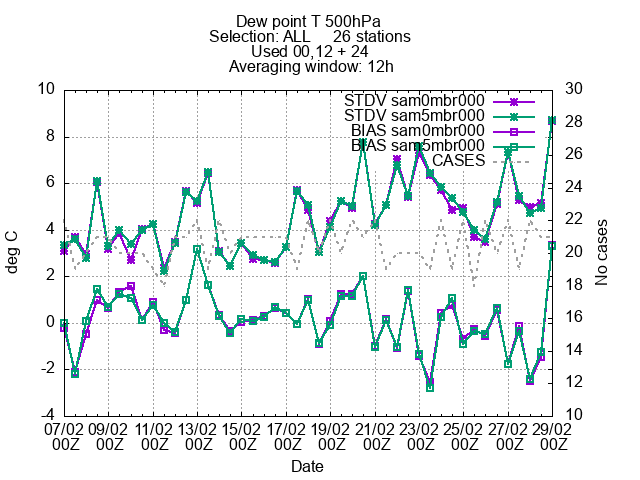 Dew point T 500hPa
Selection: ALL 26 stations
Used 00,12 + 24
Averaging window: 12h
STDV sam0mbr000
STDV sam5mbr000
BIAS sam0mbr000
BIAS sam5mbr000
CASES
deg C
10
8
6
4
2
0
-2
-4
No cases
30
28
26
24
22
20
18
16
14
12
10
07/02 09/02 11/02 13/02 15/02 17/02 19/02 21/02 23/02 25/02 27/02 29/02
00Z 00Z 00Z 00Z 00Z 00Z 00Z 00Z 00Z 00Z 00Z 00Z
Date